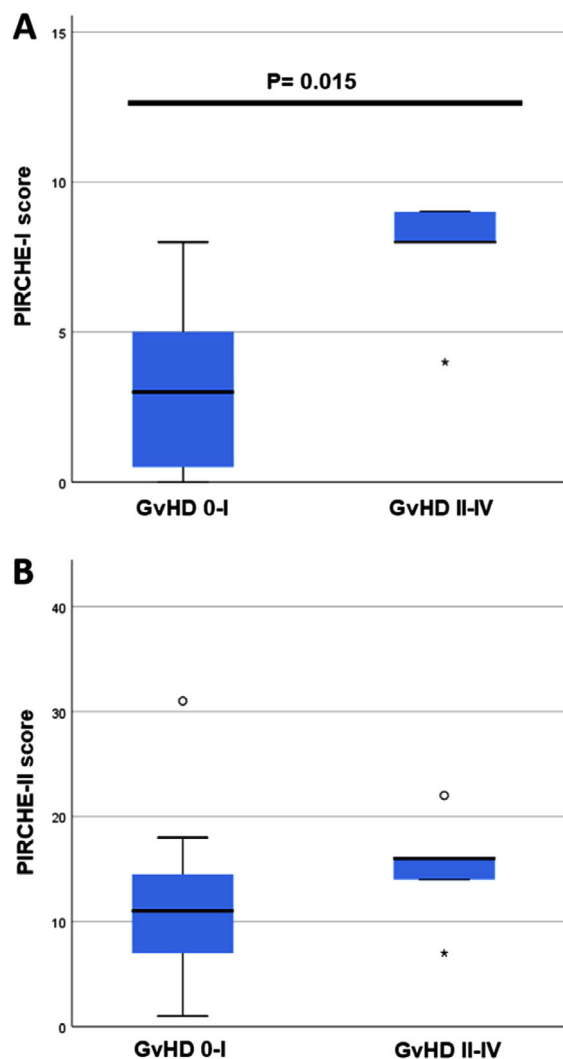 A
15
P= 0.015
10
5
0
PIRCHE-I score
GvHD 0-I GvHD II-IV
B
40
30
20
10
0
PIRCHE-II score
GvHD 0-I GvHD II-IV